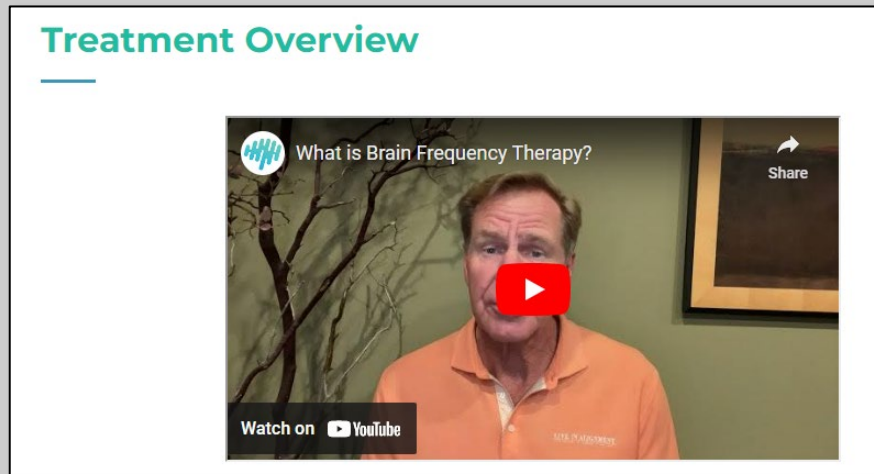 Treatment Overview
What is Brain Frequency Therapy?
Share
Watch on YouTube